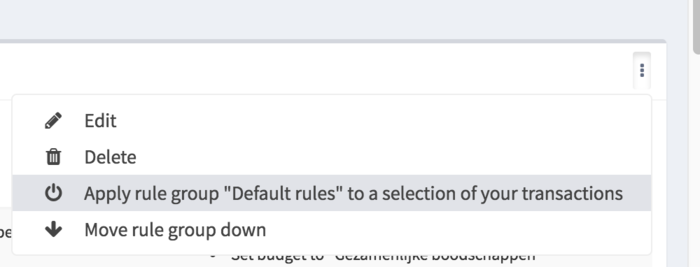 Edit
Delete
Apply rule group "Default rules" to a selection of your transactions
Move rule group down
Set budget to "Gezamenlijke boodschappen"